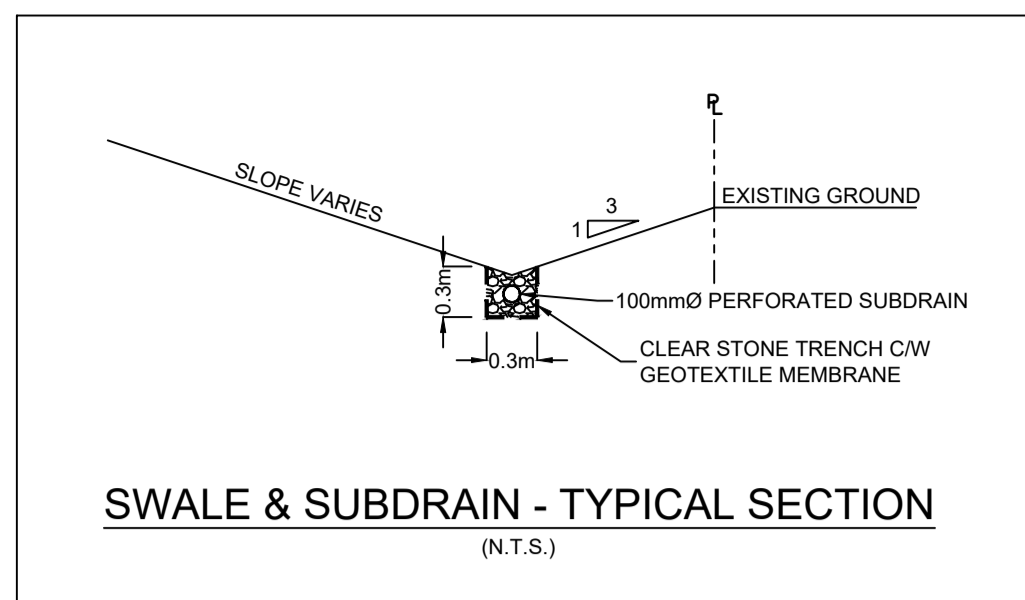 ℄
SLOPE VARIES
3
1
EXISTING GROUND
0.3m
100mmØ PERFORATED SUBDRAIN
0.3m
CLEAR STONE TRENCH C/W
GEOTEXTILE MEMBRANE
SWALE & SUBDRAIN - TYPICAL SECTION
(N.T.S.)